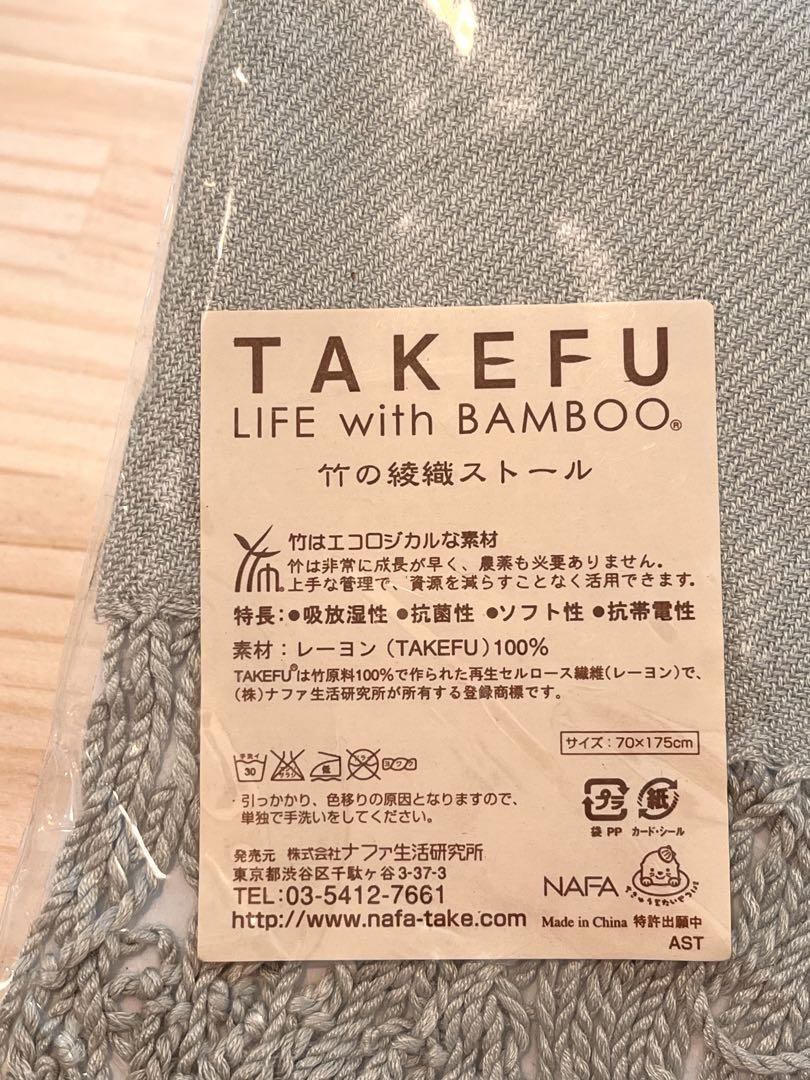 TAKEFU
LIFE with BAMBOO®
竹の綾織ストール
竹はエコロジカルな素材
竹は非常に成長が早く、農薬も必要ありません。
上手な管理で、資源を減らすことなく活用できます。
特長：●吸放湿性 ●抗菌性 ●ソフト性 ●抗帯電性
素材：レーヨン（TAKEFU）100%
TAKEFU®は竹原料100%で作られた再生セルロース繊維（レーヨン）で、
（株）ナファ生活研究所が所有する登録商標です。
サイズ：70×175cm
手洗イ 30 低 ヨワク
・引っかかり、色移りの原因となりますので、
単独で手洗いをしてください。
プラ 紙
袋 PP カード・シール
発売元 株式会社ナファ生活研究所
東京都渋谷区千駄ヶ谷3-37-3
TEL：03-5412-7661
http://www.nafa-take.com
NAFA
Made in China 特許出願中
AST